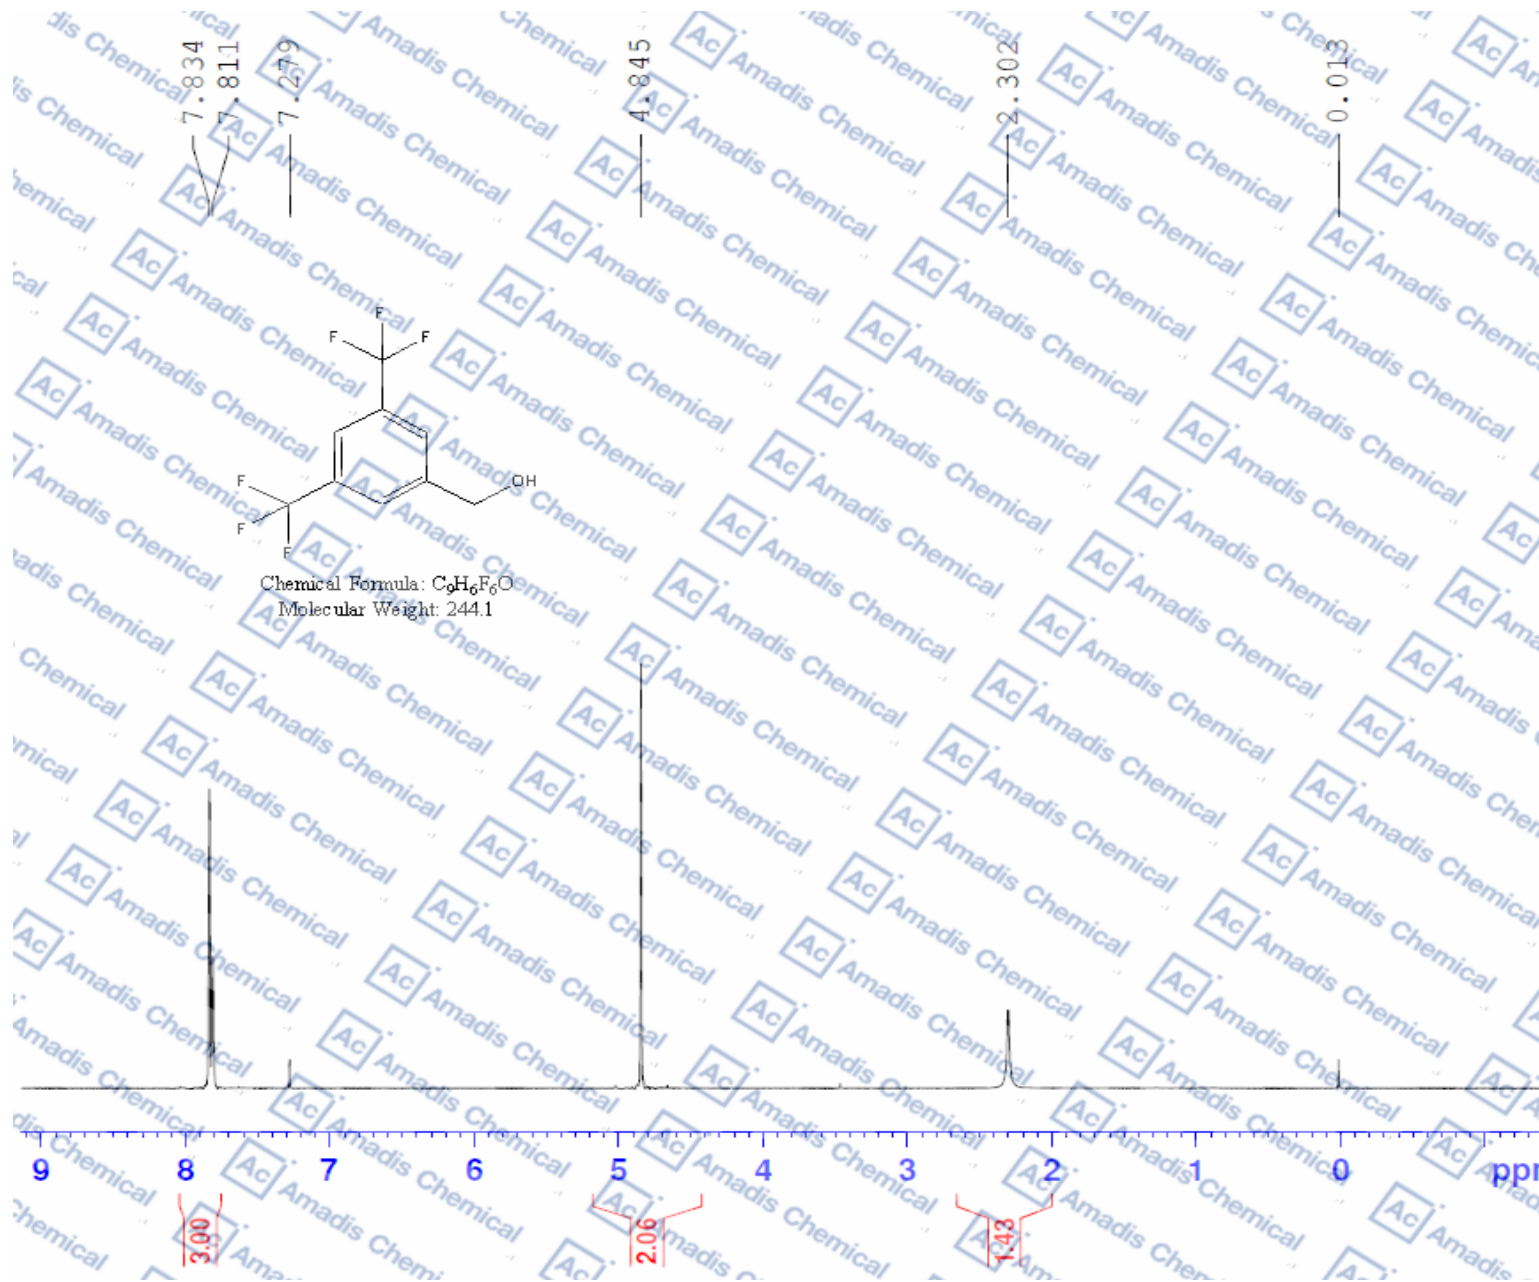 7.834
7.811
7.279
4.845
2.302
0.013
F
F
F
F
F
F
OH
Chemical Formula: C₉H₆F₆O
Molecular Weight: 244.1
9 8 7 6 5 4 3 2 1 0 ppm
3.00
2.06
1.43
Ac Amadis Chemical